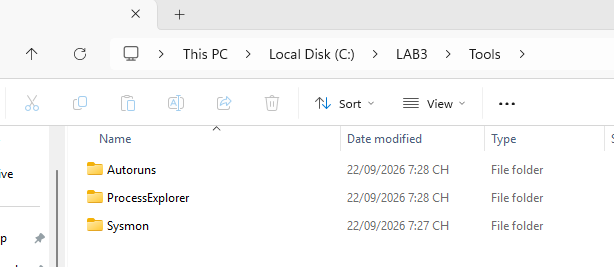 This PC > Local Disk (C:) > LAB3 > Tools >
Sort View ...
Name Date modified Type
Autoruns 22/09/2026 7:28 CH File folder
ProcessExplorer 22/09/2026 7:28 CH File folder
Sysmon 22/09/2026 7:27 CH File folder